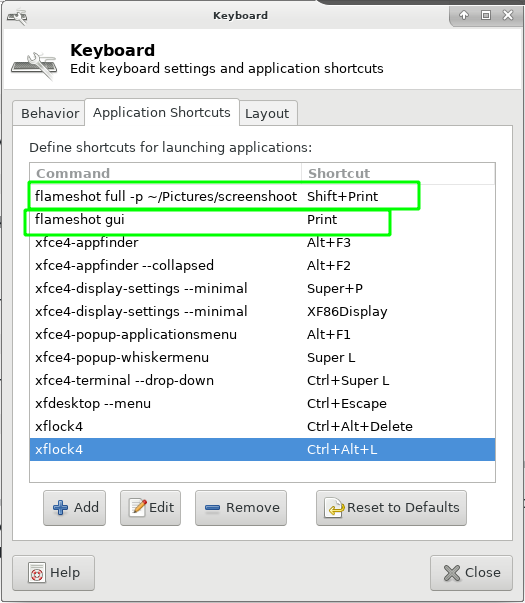 Keyboard
Keyboard
Edit keyboard settings and application shortcuts
Behavior Application Shortcuts Layout
Define shortcuts for launching applications:
Command Shortcut
flameshot full -p ~/Pictures/screenshoot Shift+Print
flameshot gui Print
xfce4-appfinder Alt+F3
xfce4-appfinder --collapsed Alt+F2
xfce4-display-settings --minimal Super+P
xfce4-display-settings --minimal XF86Display
xfce4-popup-applicationsmenu Alt+F1
xfce4-popup-whiskermenu Super L
xfce4-terminal --drop-down Ctrl+Super L
xfdesktop --menu Ctrl+Escape
xflock4 Ctrl+Alt+Delete
xflock4 Ctrl+Alt+L
Add Edit Remove Reset to Defaults
Help Close